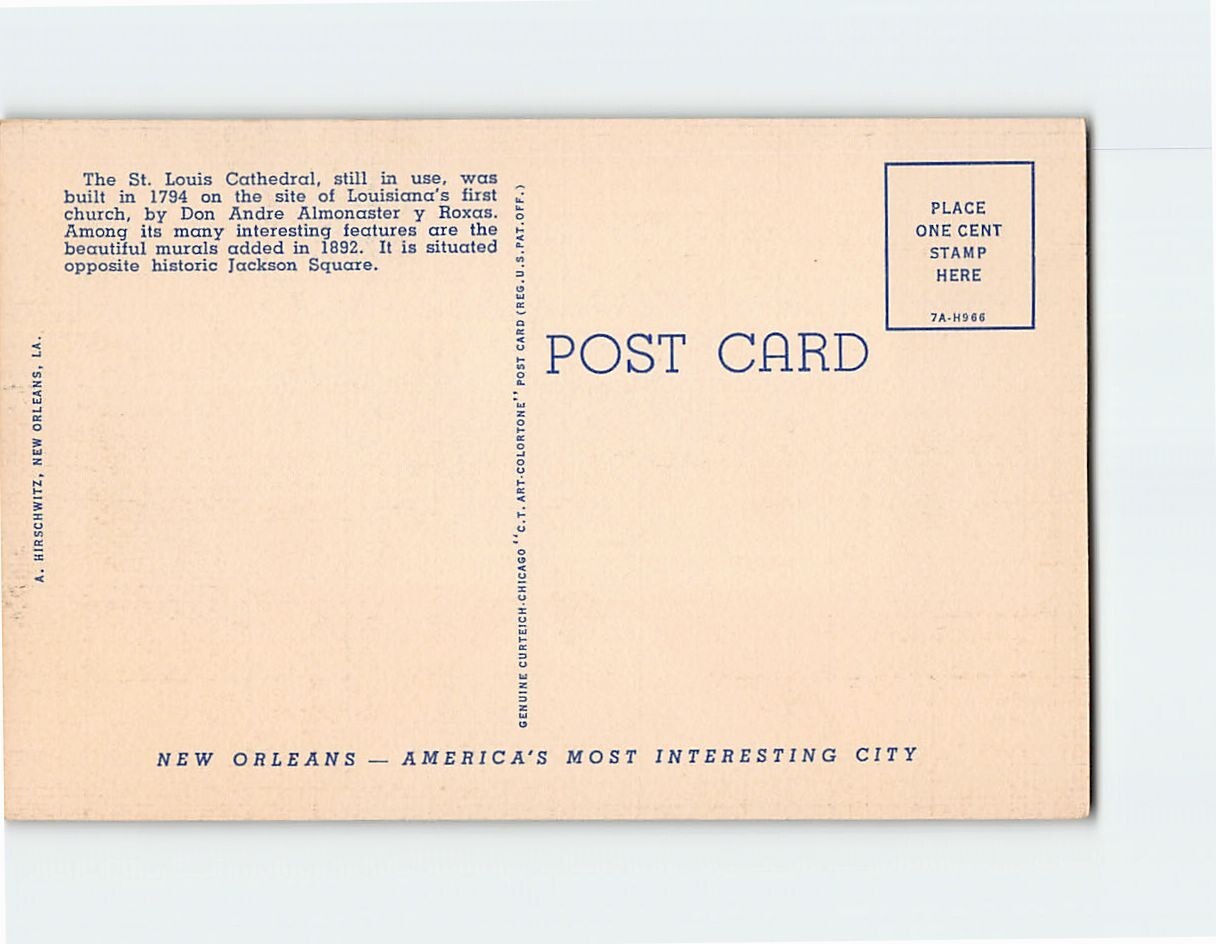 The St. Louis Cathedral, still in use, was
built in 1794 on the site of Louisiana's first
church, by Don Andre Almonaster y Roxas.
Among its many interesting features are the
beautiful murals added in 1892. It is situated
opposite historic Jackson Square.
A. HIRSCHWITZ, NEW ORLEANS, LA.
GENUINE CURTEICH-CHICAGO "C.T. ART-COLORTONE" POST CARD (REG. U.S. PAT. OFF.)
POST CARD
PLACE
ONE CENT
STAMP
HERE
7A-H966
NEW ORLEANS — AMERICA'S MOST INTERESTING CITY